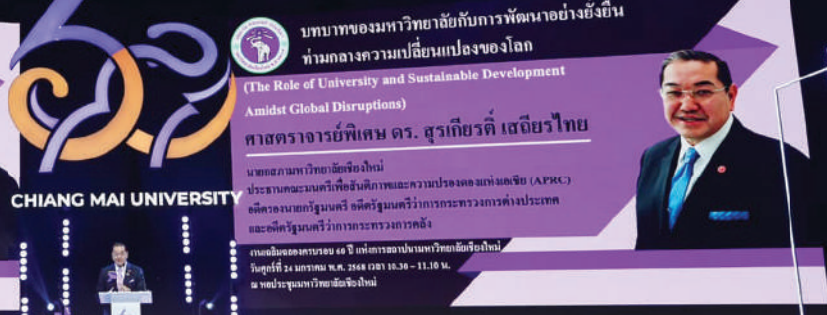 บทบาทของมหาวิทยาลัยกับการพัฒนาอย่างยั่งยืน
ท่ามกลางความเปลี่ยนแปลงของโลก
(The Role of University and Sustainable Development
Amidst Global Disruptions)
ศาสตราจารย์พิเศษ ดร. สุรเกียรติ์ เสถียรไทย
นายกสภามหาวิทยาลัยเชียงใหม่
ประธานคณะมนตรีเพื่อสันติภาพและความปรองดองแห่งเอเชีย (APRC)
อดีตรองนายกรัฐมนตรี อดีตรัฐมนตรีว่าการกระทรวงการต่างประเทศ
และอดีตรัฐมนตรีว่าการกระทรวงการคลัง
งานเฉลิมฉลองครบรอบ 60 ปี แห่งการสถาปนามหาวิทยาลัยเชียงใหม่
วันศุกร์ที่ 24 มกราคม พ.ศ. 2568 เวลา 10.30 – 11.10 น.
ณ หอประชุมมหาวิทยาลัยเชียงใหม่
CHIANG MAI UNIVERSITY